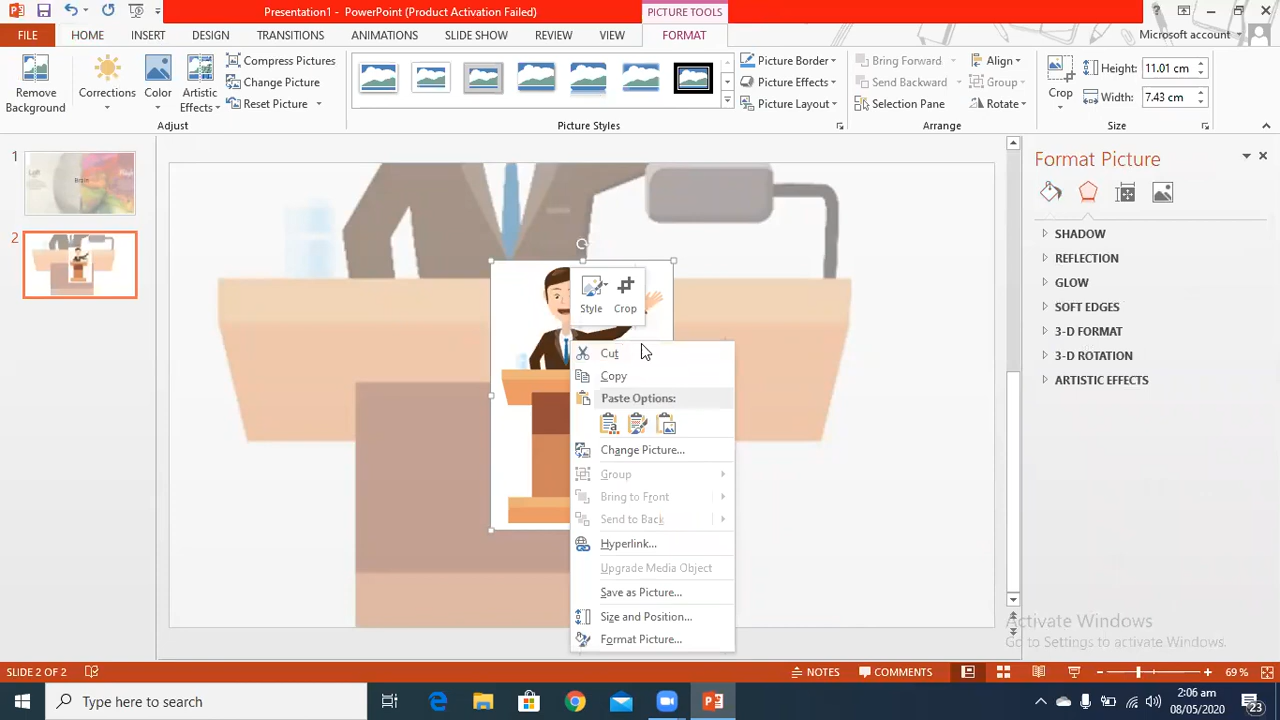 Presentation1 - PowerPoint (Product Activation Failed)
PICTURE TOOLS
?
FILE
HOME
INSERT
DESIGN
TRANSITIONS
ANIMATIONS
SLIDE SHOW
REVIEW
VIEW
FORMAT
Microsoft account
Remove Background
Corrections
Color
Artistic Effects
Compress Pictures
Change Picture
Reset Picture
Adjust
Picture Styles
Picture Border
Picture Effects
Picture Layout
Bring Forward
Send Backward
Selection Pane
Align
Group
Rotate
Arrange
Crop
Height: 11.01 cm
Width: 7.43 cm
Size
1
Left
Brain
2
Style
Crop
Cut
Copy
Paste Options:
Change Picture...
Group
Bring to Front
Send to Back
Hyperlink...
Upgrade Media Object
Save as Picture...
Size and Position...
Format Picture...
Format Picture
SHADOW
REFLECTION
GLOW
SOFT EDGES
3-D FORMAT
3-D ROTATION
ARTISTIC EFFECTS
Activate Windows
Go to Settings to activate Windows.
SLIDE 2 OF 2
NOTES
COMMENTS
69 %
Type here to search
2:06 am
08/05/2020
23